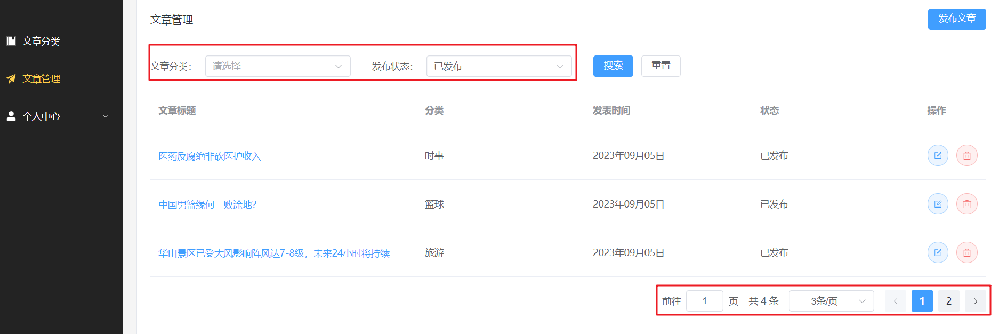 文章分类
文章管理
个人中心
文章管理
发布文章
文章分类: 请选择 发布状态: 已发布 搜索 重置
文章标题 分类 发表时间 状态 操作
医药反腐绝非砍医护收入 时事 2023年09月05日 已发布
中国男篮缘何一败涂地? 篮球 2023年09月05日 已发布
华山景区已受大风影响阵风达7-8级，未来24小时将持续 旅游 2023年09月05日 已发布
前往 1 页 共 4 条 3条/页 1 2